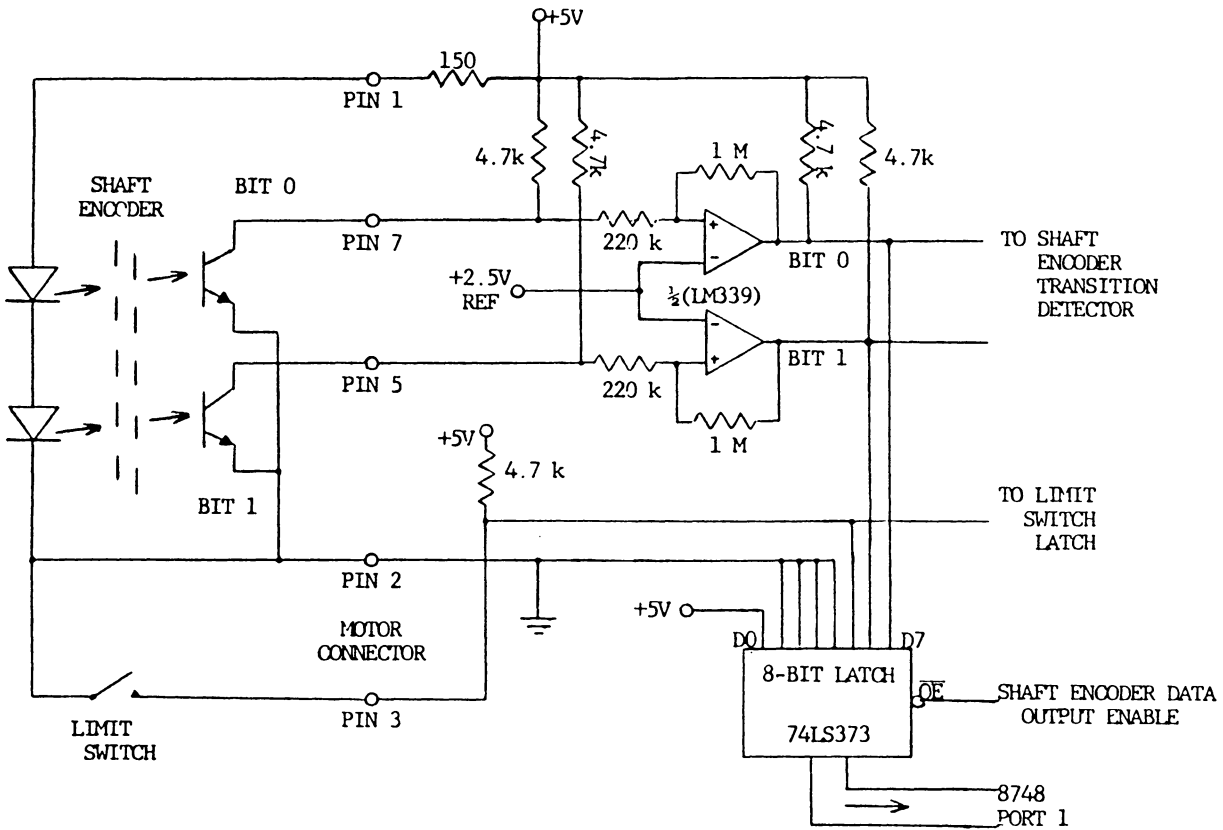 +5V
150
PIN 1
4.7k
4.7k
1 M
4.7 k
4.7k
SHAFT
ENCODER
BIT 0
PIN 7
220 k
+
-
BIT 0
TO SHAFT
ENCODER
TRANSITION
DETECTOR
+2.5V
REF
½(LM339)
-
+
BIT 1
PIN 5
220 k
1 M
+5V
4.7 k
BIT 1
TO LIMIT
SWITCH
LATCH
PIN 2
+5V
MOTOR
CONNECTOR
D0
D7
8-BIT LATCH
OE
SHAFT ENCODER DATA
OUTPUT ENABLE
PIN 3
LIMIT
SWITCH
74LS373
8748
PORT 1